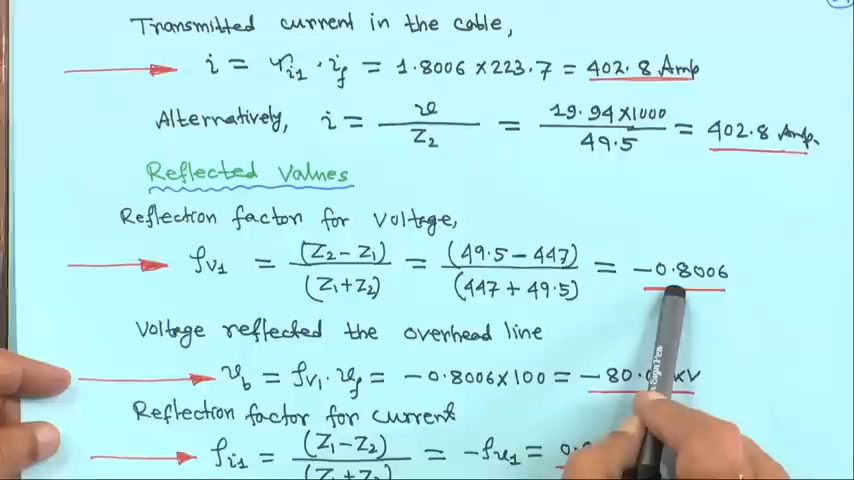 Transmitted current in the cable,
i = τi1 · if = 1.8006 × 223.7 = 402.8 Amp
Alternatively, i = v / Z2 = 19.94×1000 / 49.5 = 402.8 Amp.
Reflected Values
Reflection factor for voltage,
ρv1 = (Z2 - Z1) / (Z1+Z2) = (49.5 - 447) / (447 + 49.5) = -0.8006
Voltage reflected the overhead line
vb = ρv1 · vf = -0.8006×100 = -80.0 KV
Reflection factor for current
ρi1 = (Z1 - Z2) / (Z1+Z2) = -ρv1 =